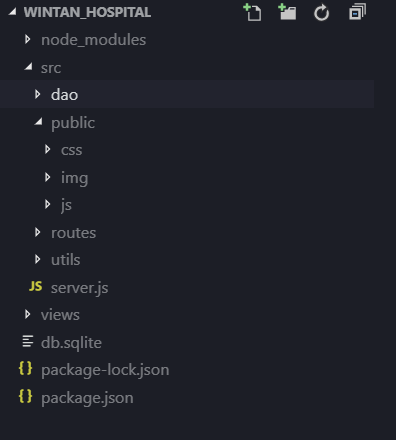 WINTAN_HOSPITAL
node_modules
src
dao
public
css
img
js
routes
utils
JS server.js
views
db.sqlite
{} package-lock.json
{} package.json